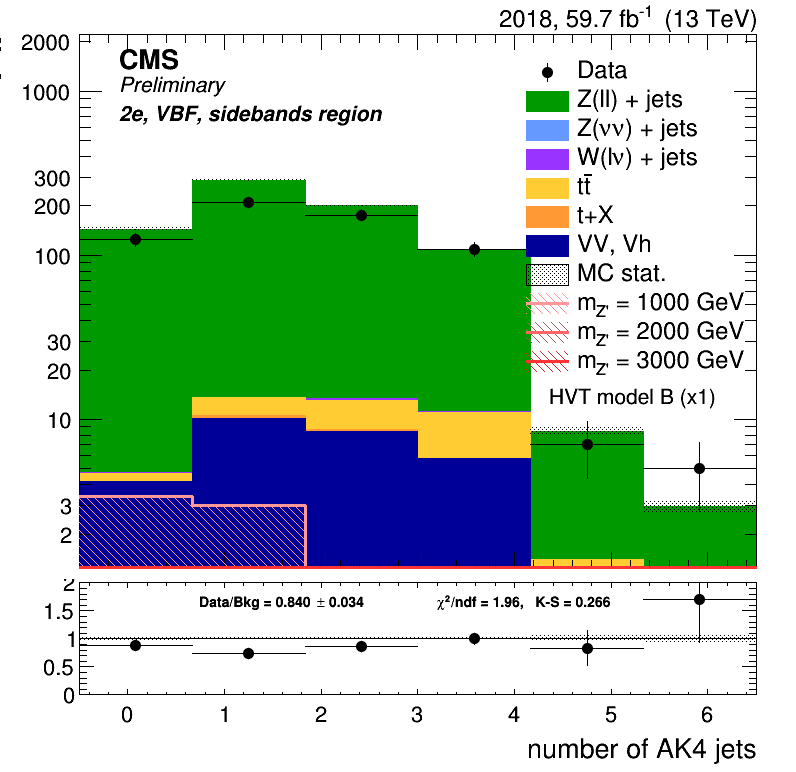 2018, 59.7 fb⁻¹ (13 TeV)
2000
1000
300
200
100
30
20
10
3
2
CMS
Preliminary
2e, VBF, sidebands region
Data
Z(ll) + jets
Z(νν) + jets
W(lν) + jets
tt̄
t+X
VV, Vh
MC stat.
m_Z' = 1000 GeV
m_Z' = 2000 GeV
m_Z' = 3000 GeV
HVT model B (x1)
2
1.5
1
0.5
0
Data/Bkg = 0.840 ± 0.034
χ²/ndf = 1.96, K-S = 0.266
0 1 2 3 4 5 6
number of AK4 jets